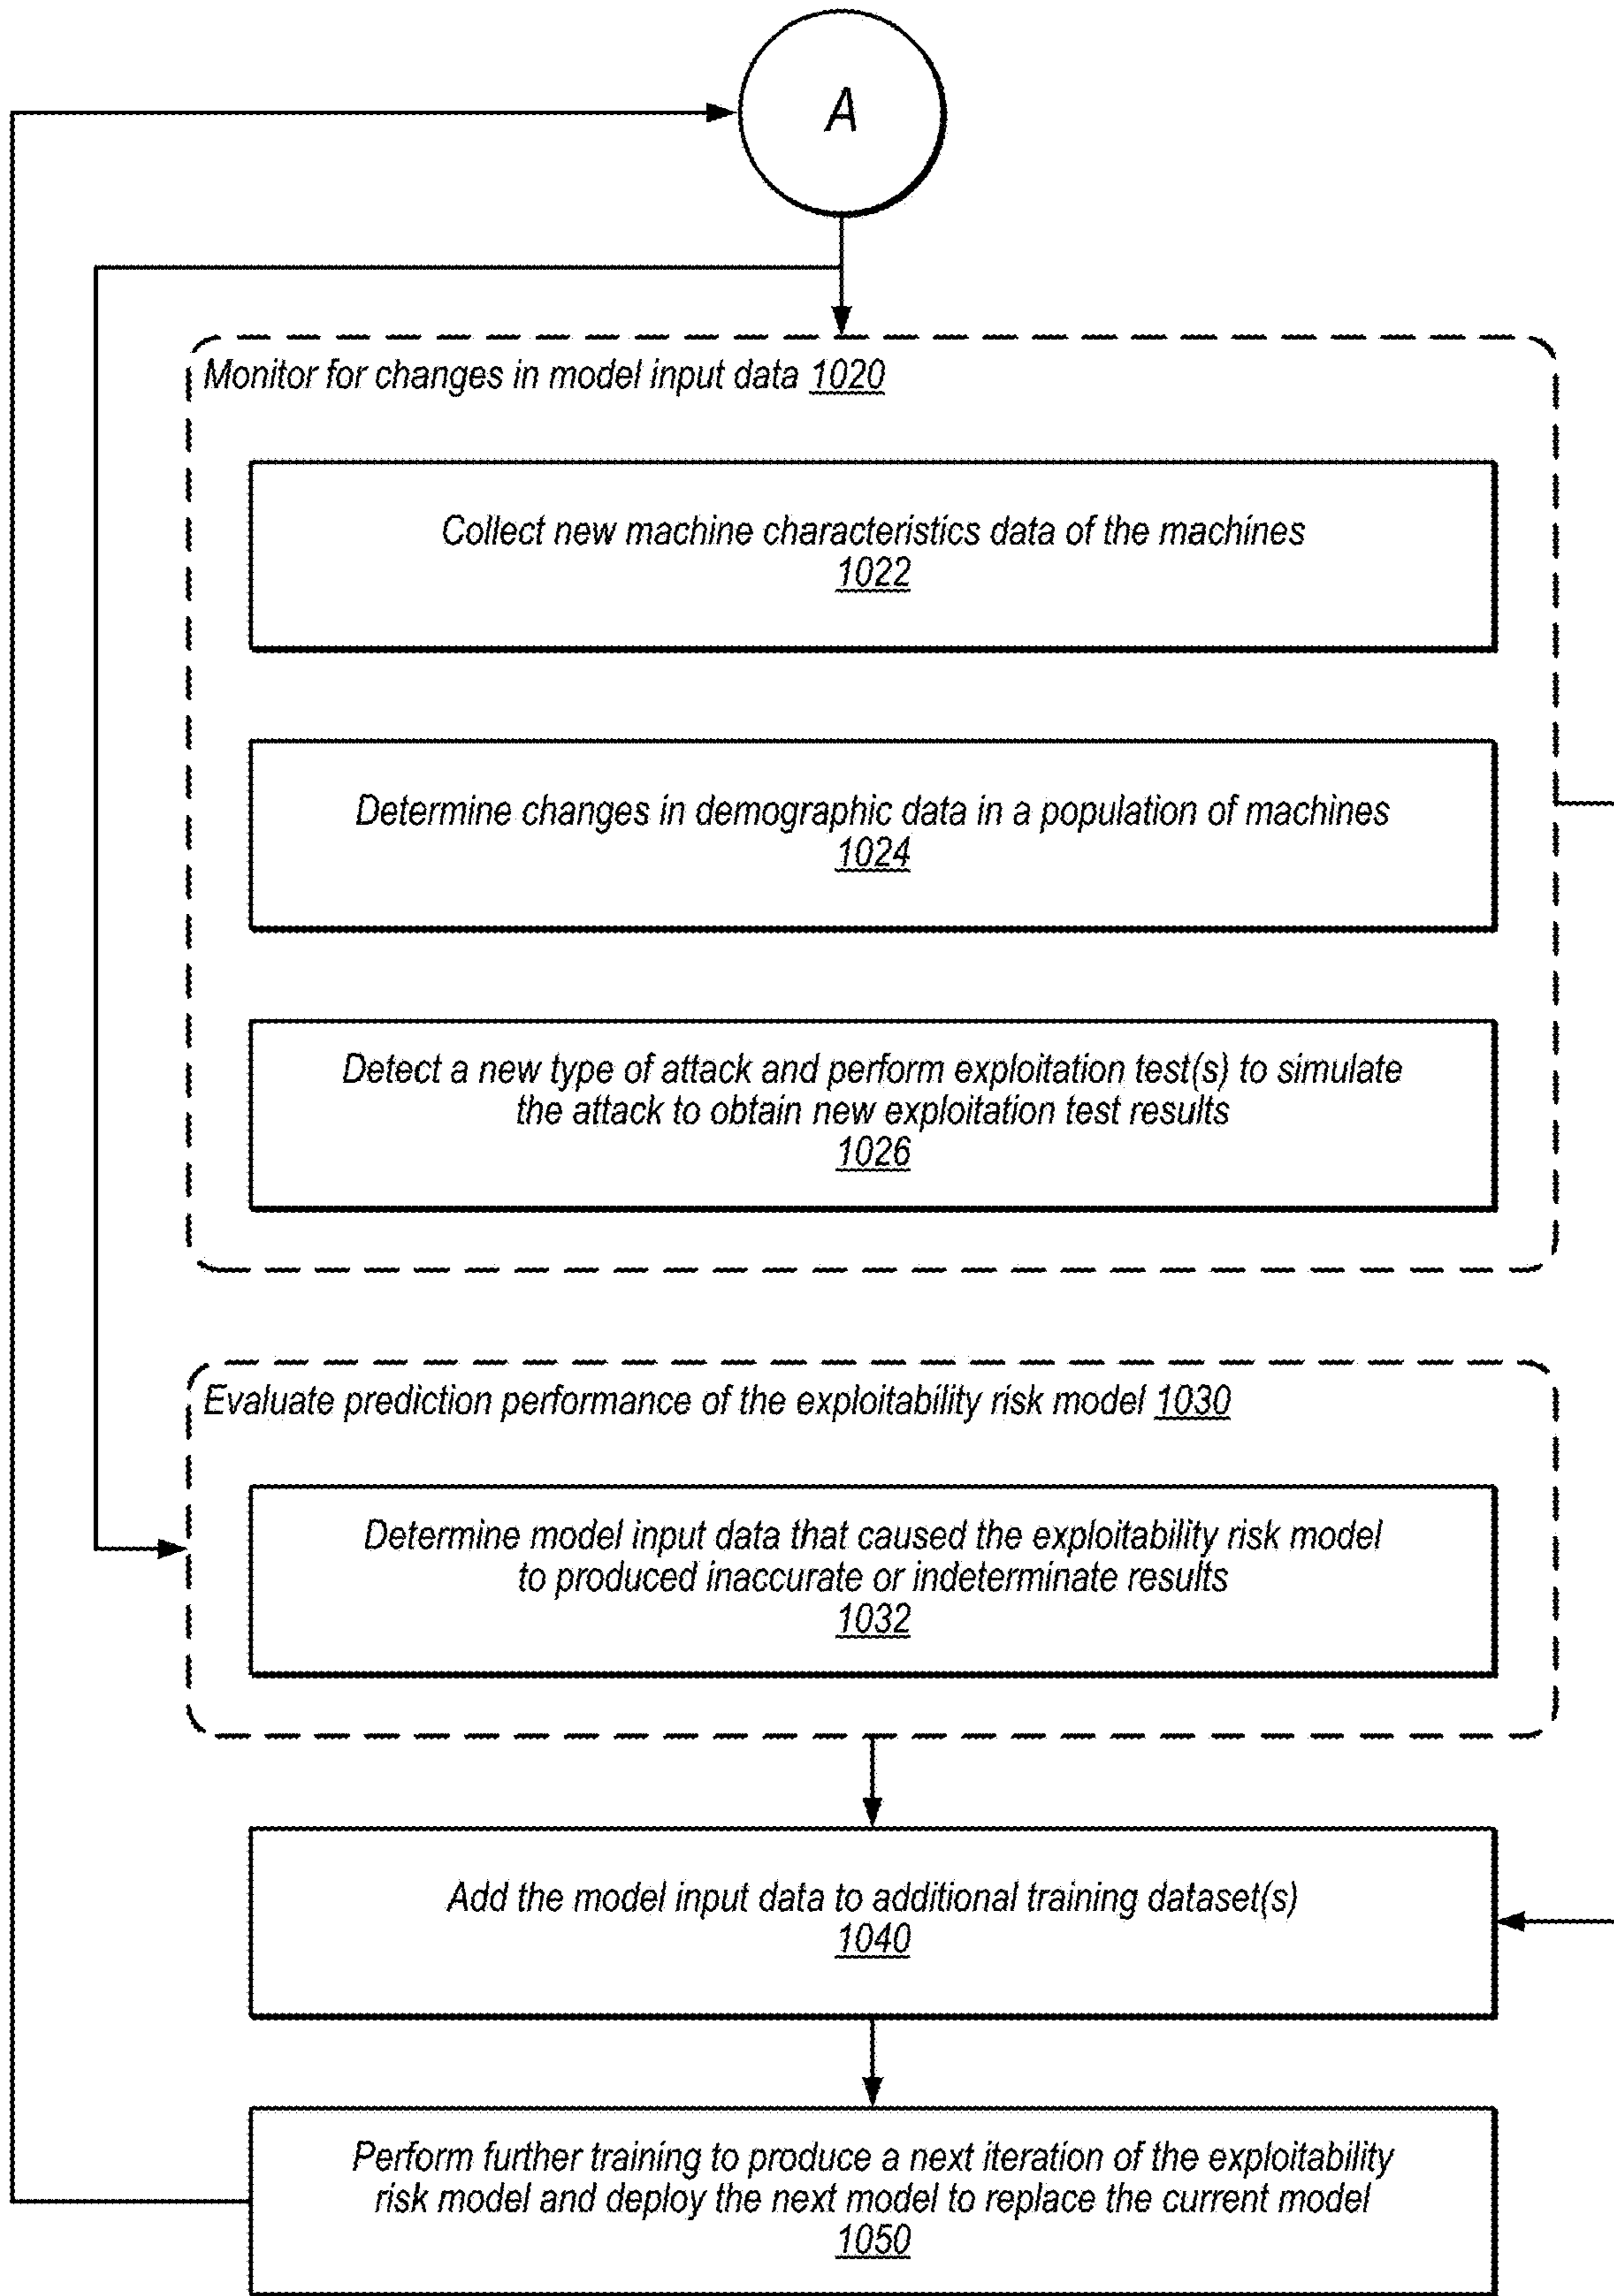 A
Monitor for changes in model input data 1020
Collect new machine characteristics data of the machines
1022
Determine changes in demographic data in a population of machines
1024
Detect a new type of attack and perform exploitation test(s) to simulate
the attack to obtain new exploitation test results
1026
Evaluate prediction performance of the exploitability risk model 1030
Determine model input data that caused the exploitability risk model
to produced inaccurate or indeterminate results
1032
Add the model input data to additional training dataset(s)
1040
Perform further training to produce a next iteration of the exploitability
risk model and deploy the next model to replace the current model
1050